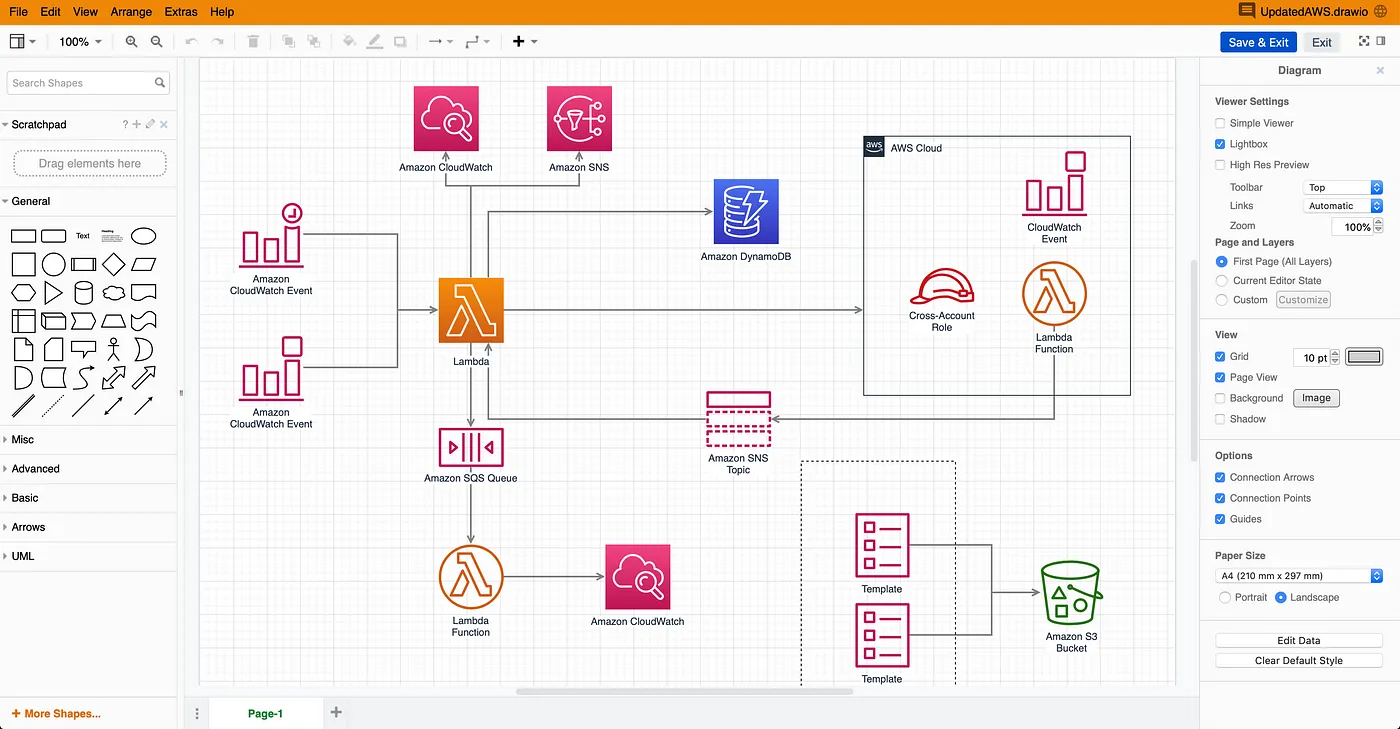 File Edit View Arrange Extras Help
UpdatedAWS.drawio
100%
Save & Exit
Exit
Search Shapes
Scratchpad
?
Drag elements here
General
Text
Heading
Misc
Advanced
Basic
Arrows
UML
+ More Shapes...
Amazon CloudWatch
Amazon SNS
Amazon
CloudWatch Event
Amazon
CloudWatch Event
Lambda
Amazon DynamoDB
aws
AWS Cloud
CloudWatch
Event
Cross-Account
Role
Lambda
Function
Amazon SNS
Topic
Amazon SQS Queue
Lambda
Function
Amazon CloudWatch
Template
Template
Amazon S3
Bucket
Page-1
Diagram
Viewer Settings
Simple Viewer
Lightbox
High Res Preview
Toolbar Top
Links Automatic
Zoom 100%
Page and Layers
First Page (All Layers)
Current Editor State
Custom Customize
View
Grid 10 pt
Page View
Background Image
Shadow
Options
Connection Arrows
Connection Points
Guides
Paper Size
A4 (210 mm x 297 mm)
Portrait Landscape
Edit Data
Clear Default Style